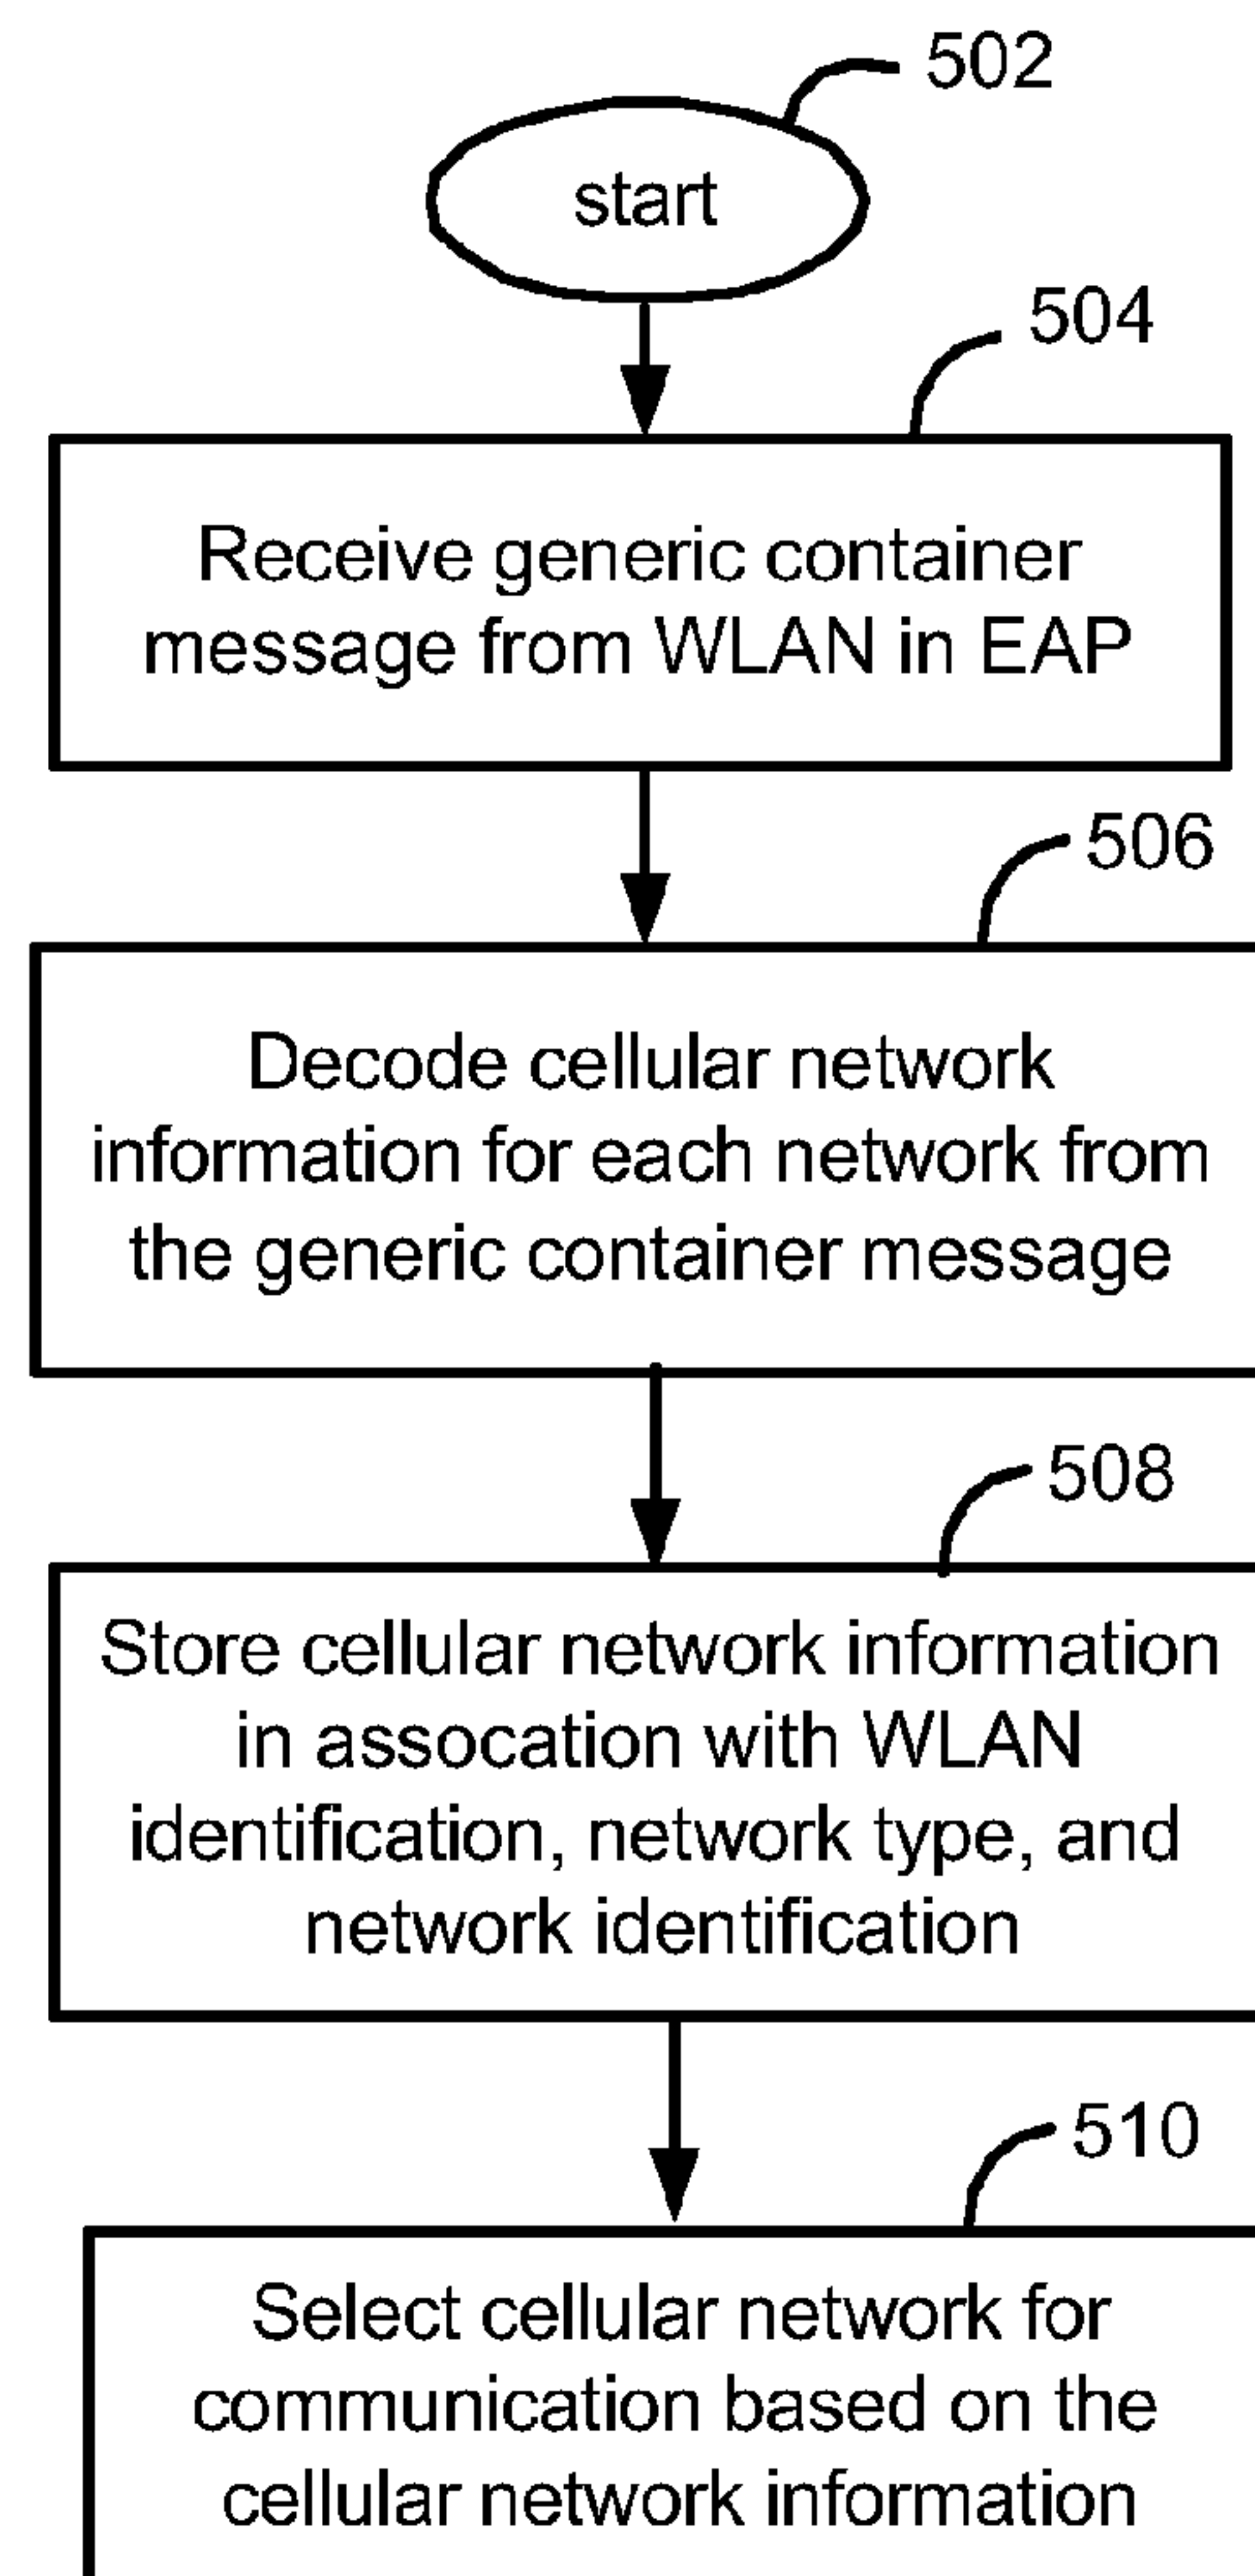 502
start
504
Receive generic container
message from WLAN in EAP
506
Decode cellular network
information for each network from
the generic container message
508
Store cellular network information
in assocation with WLAN
identification, network type, and
network identification
510
Select cellular network for
communication based on the
cellular network information